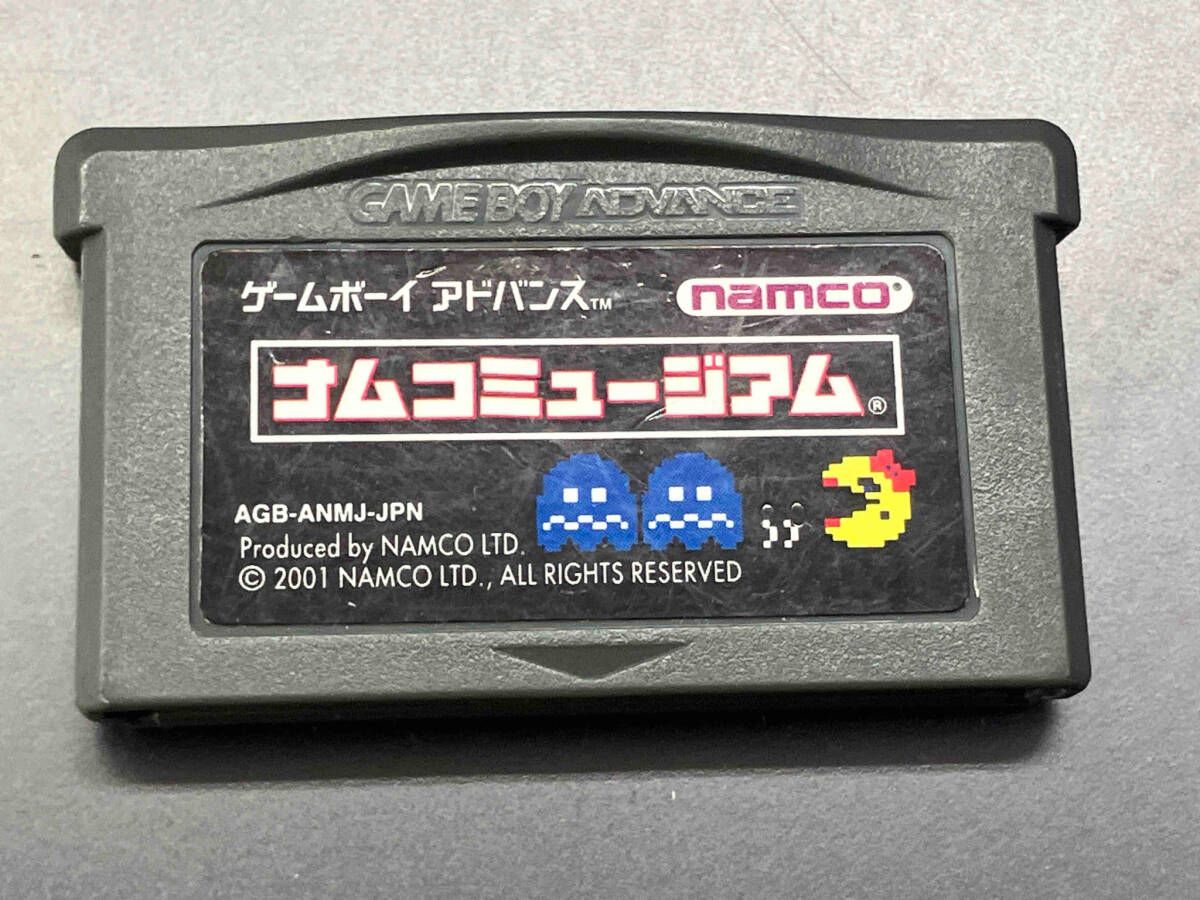 GAME BOY ADVANCE
ゲームボーイ アドバンス™
namco®
ナムコミュージアム®
AGB-ANMJ-JPN
Produced by NAMCO LTD.
© 2001 NAMCO LTD., ALL RIGHTS RESERVED